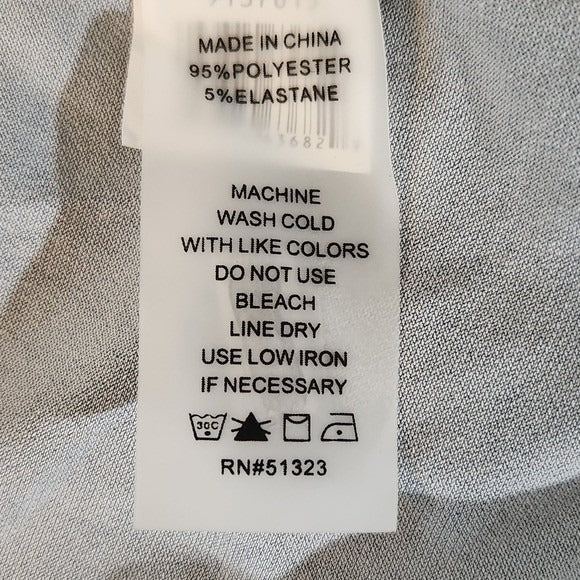 MADE IN CHINA
95%POLYESTER
5%ELASTANE
MACHINE
WASH COLD
WITH LIKE COLORS
DO NOT USE
BLEACH
LINE DRY
USE LOW IRON
IF NECESSARY
30C
RN#51323